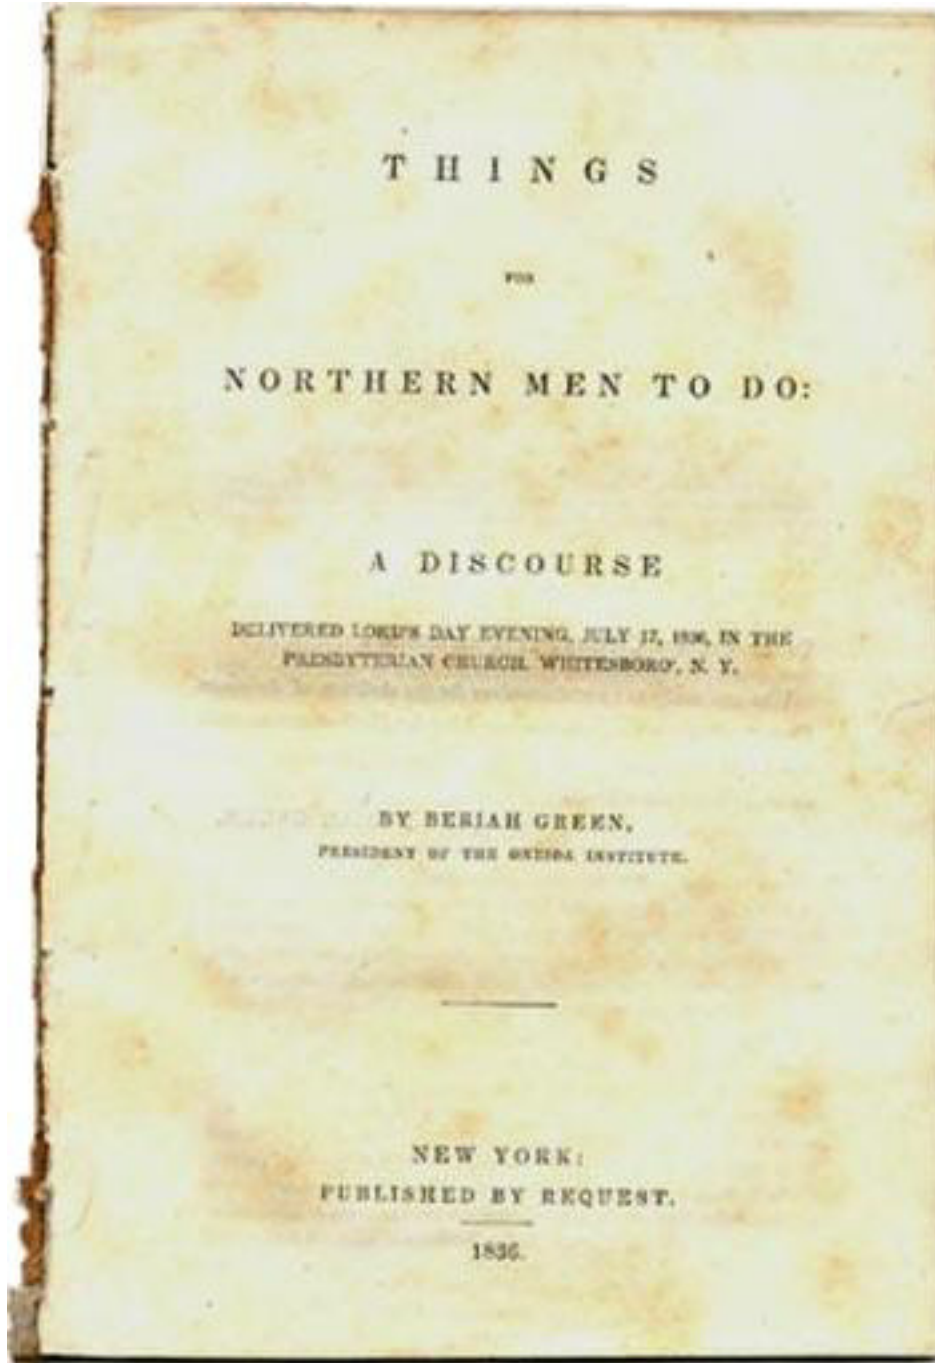 THINGS
FOR
NORTHERN MEN TO DO:
A DISCOURSE
DELIVERED LORD'S DAY EVENING, JULY 17, 1836, IN THE
PRESBYTERIAN CHURCH, WHITESBORO', N. Y.
BY BERIAH GREEN,
PRESIDENT OF THE ONEIDA INSTITUTE.
NEW YORK:
PUBLISHED BY REQUEST.
1836.